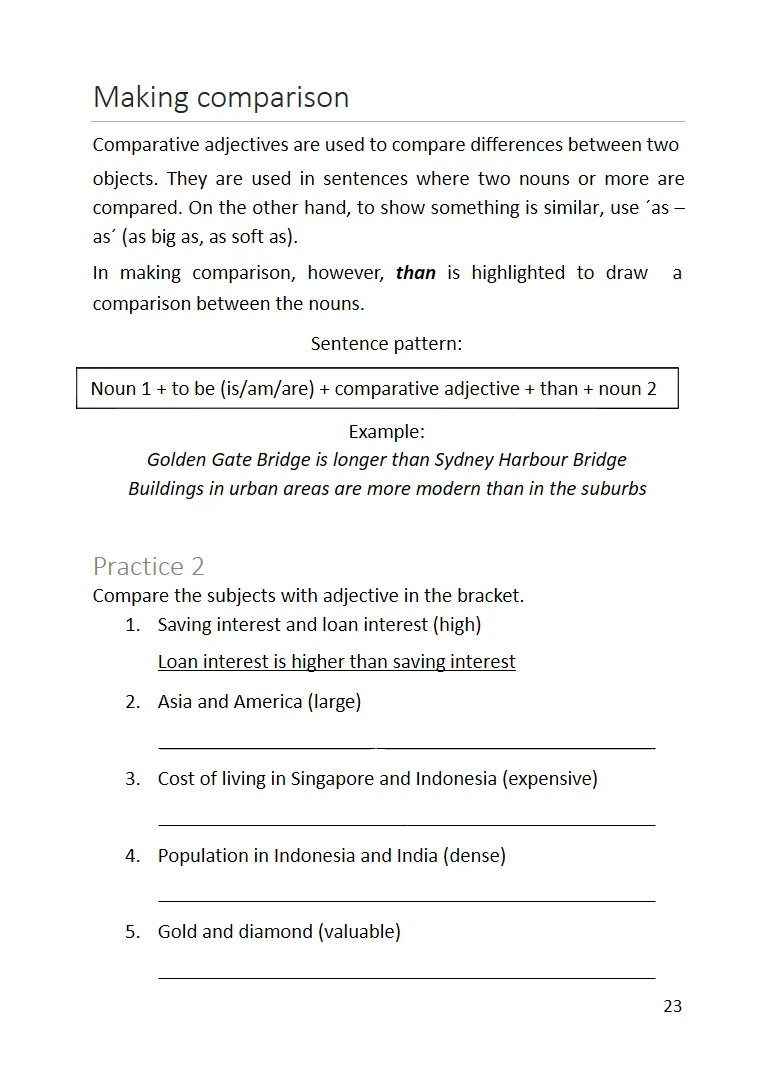 Making comparison
Comparative adjectives are used to compare differences between two
objects. They are used in sentences where two nouns or more are
compared. On the other hand, to show something is similar, use ´as –
as´ (as big as, as soft as).
In making comparison, however, than is highlighted to draw a
comparison between the nouns.
Sentence pattern:
Noun 1 + to be (is/am/are) + comparative adjective + than + noun 2
Example:
Golden Gate Bridge is longer than Sydney Harbour Bridge
Buildings in urban areas are more modern than in the suburbs
Practice 2
Compare the subjects with adjective in the bracket.
1. Saving interest and loan interest (high)
Loan interest is higher than saving interest
2. Asia and America (large)
3. Cost of living in Singapore and Indonesia (expensive)
4. Population in Indonesia and India (dense)
5. Gold and diamond (valuable)
23